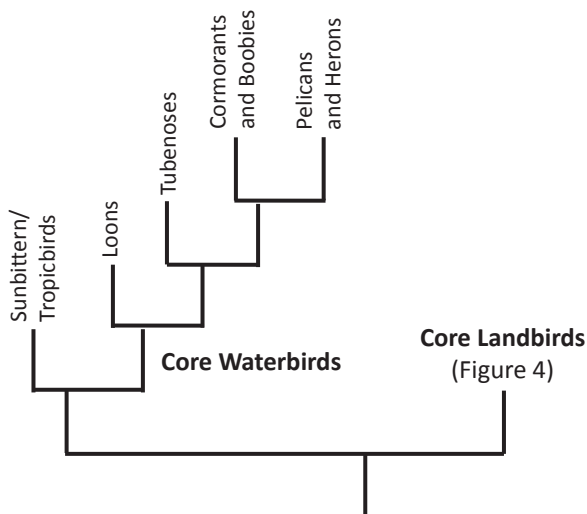 Sunbittern/
Tropicbirds
Loons
Tubenoses
Cormorants
and Boobies
Pelicans
and Herons
Core Waterbirds
Core Landbirds
(Figure 4)